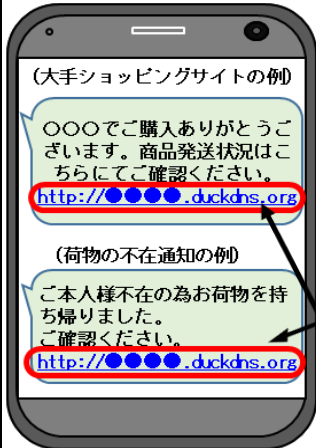 (大手ショッピングサイトの例)
〇〇〇でご購入ありがとうご
ざいます。商品発送状況はこ
ちらにてご確認ください。
http://●●●●.duckdns.org
(荷物の不在通知の例)
ご本人様不在の為お荷物を持
ち帰りました。
ご確認ください。
http://●●●●.duckdns.org